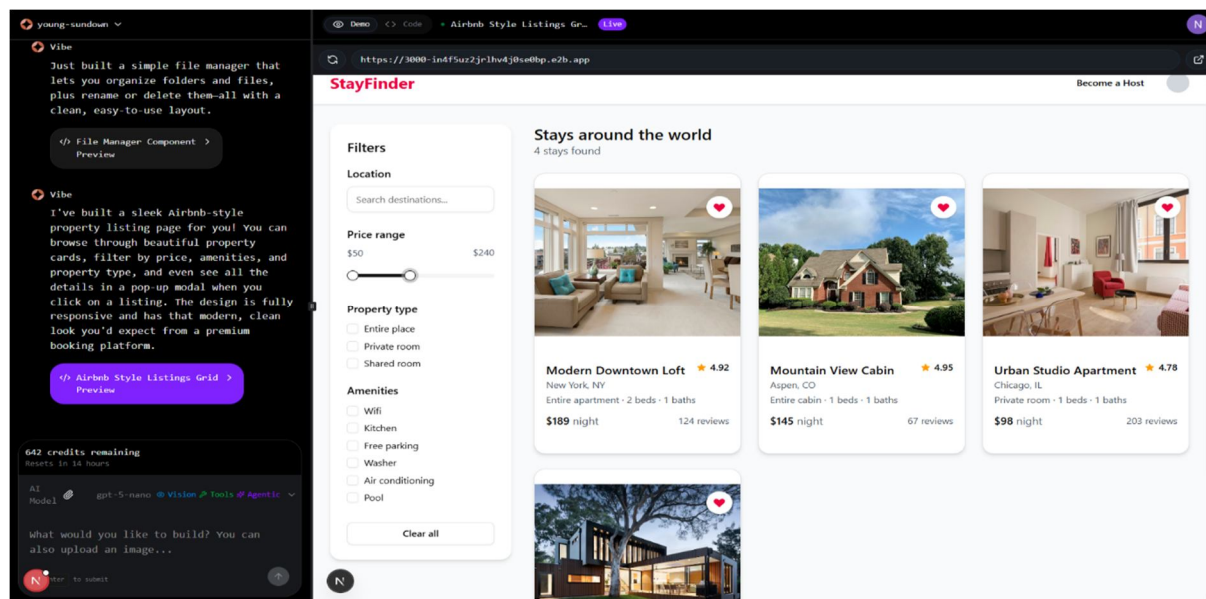 young-sundown
Vibe
Just built a simple file manager that
lets you organize folders and files,
plus rename or delete them—all with a
clean, easy-to-use layout.
</> File Manager Component >
Preview
Vibe
I've built a sleek Airbnb-style
property listing page for you! You can
browse through beautiful property
cards, filter by price, amenities, and
property type, and even see all the
details in a pop-up modal when you
click on a listing. The design is fully
responsive and has that modern, clean
look you'd expect from a premium
booking platform.
</> Airbnb Style Listings Grid >
Preview
642 credits remaining
Resets in 14 hours
AI
Model
gpt-5-nano Vision Tools Agentic
What would you like to build? You can
also upload an image...
N
to submit
Demo <> Code Airbnb Style Listings Gr… Live
N
https://3000-in4f5uz2jrlhv4j0se0bp.e2b.app
StayFinder
Become a Host
Filters
Location
Search destinations...
Price range
$50 $240
Property type
Entire place
Private room
Shared room
Amenities
Wifi
Kitchen
Free parking
Washer
Air conditioning
Pool
Clear all
N
Stays around the world
4 stays found
Modern Downtown Loft 4.92
New York, NY
Entire apartment · 2 beds · 1 baths
$189 night 124 reviews
Mountain View Cabin 4.95
Aspen, CO
Entire cabin · 1 beds · 1 baths
$145 night 67 reviews
Urban Studio Apartment 4.78
Chicago, IL
Private room · 1 beds · 1 baths
$98 night 203 reviews